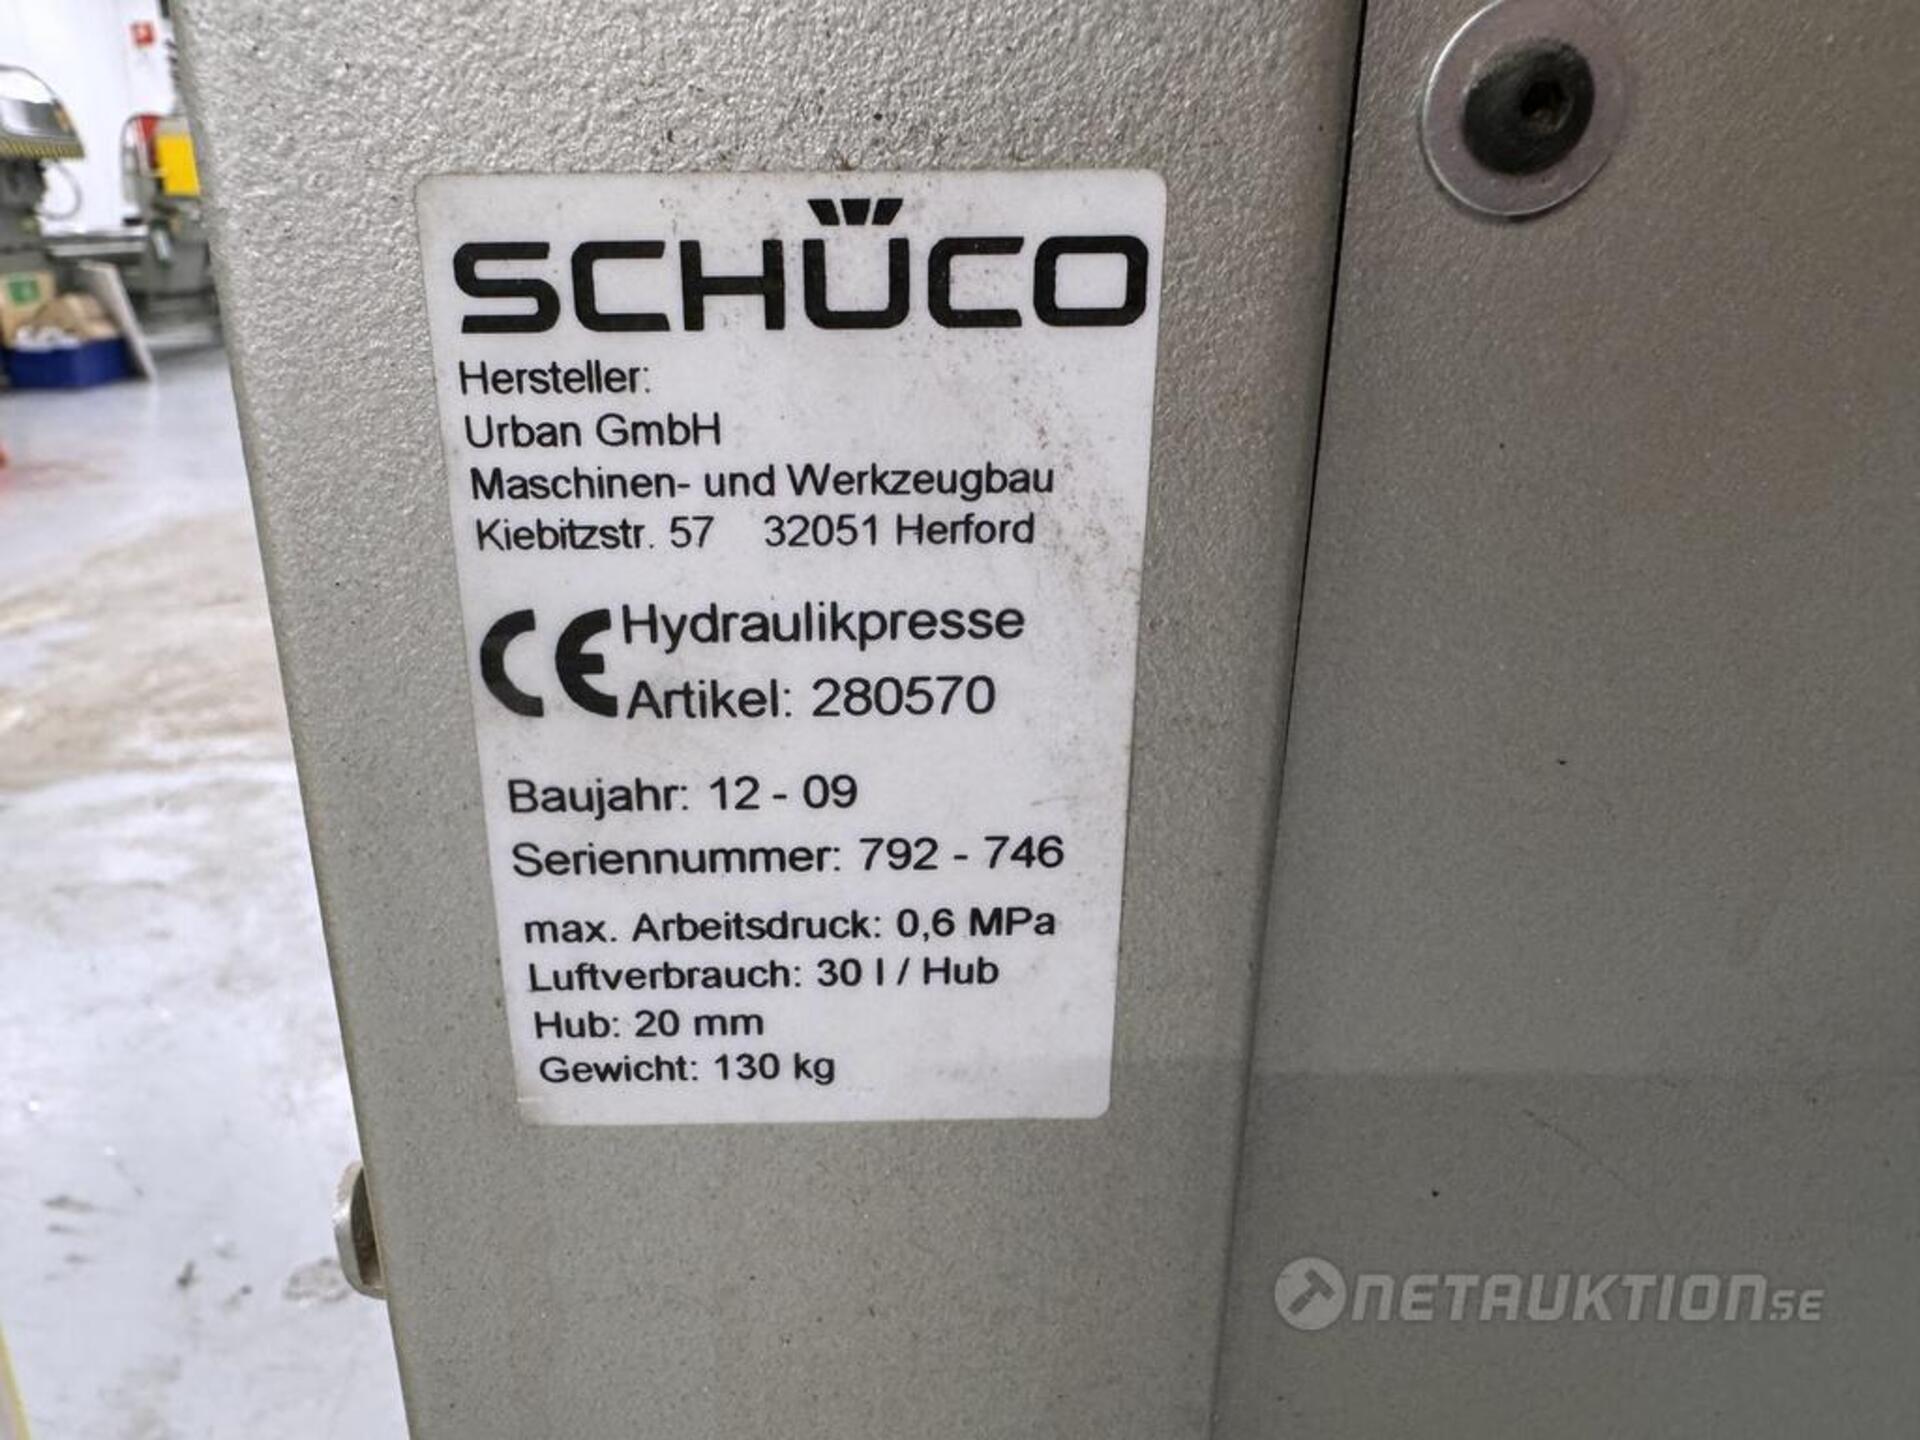 SCHÜCO
Hersteller:
Urban GmbH
Maschinen- und Werkzeugbau
Kiebitzstr. 57 32051 Herford
CE Hydraulikpresse
Artikel: 280570
Baujahr: 12 - 09
Seriennummer: 792 - 746
max. Arbeitsdruck: 0,6 MPa
Luftverbrauch: 30 l / Hub
Hub: 20 mm
Gewicht: 130 kg
NETAUKTION.SE